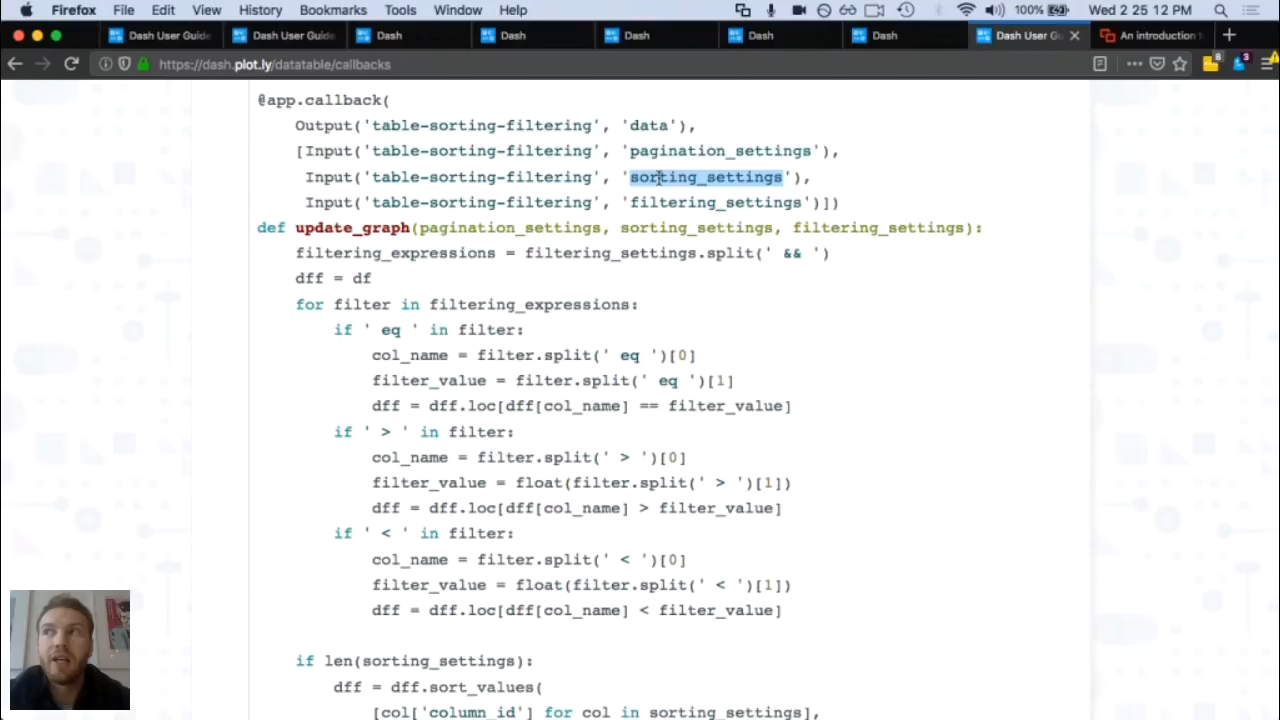 Firefox File Edit View History Bookmarks Tools Window Help 100% Wed 2 25 12 PM
Dash User Guide Dash User Guide Dash Dash Dash Dash Dash Dash User Gu An introduction
https://dash.plot.ly/datatable/callbacks 8 3
@app.callback(
Output('table-sorting-filtering', 'data'),
[Input('table-sorting-filtering', 'pagination_settings'),
Input('table-sorting-filtering', 'sorting_settings'),
Input('table-sorting-filtering', 'filtering_settings')])
def update_graph(pagination_settings, sorting_settings, filtering_settings):
filtering_expressions = filtering_settings.split(' && ')
dff = df
for filter in filtering_expressions:
if ' eq ' in filter:
col_name = filter.split(' eq ')[0]
filter_value = filter.split(' eq ')[1]
dff = dff.loc[dff[col_name] == filter_value]
if ' > ' in filter:
col_name = filter.split(' > ')[0]
filter_value = float(filter.split(' > ')[1])
dff = dff.loc[dff[col_name] > filter_value]
if ' < ' in filter:
col_name = filter.split(' < ')[0]
filter_value = float(filter.split(' < ')[1])
dff = dff.loc[dff[col_name] < filter_value]
if len(sorting_settings):
dff = dff.sort_values(
[col['column_id'] for col in sorting_settings],